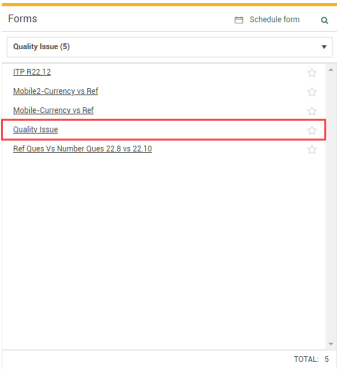 Forms
Schedule form
Quality Issue (5)
ITP R22.12
Mobile2-Currency vs Ref
Mobile-Currency vs Ref
Quality Issue
Ref Ques Vs Number Ques 22.8 vs 22.10
TOTAL: 5